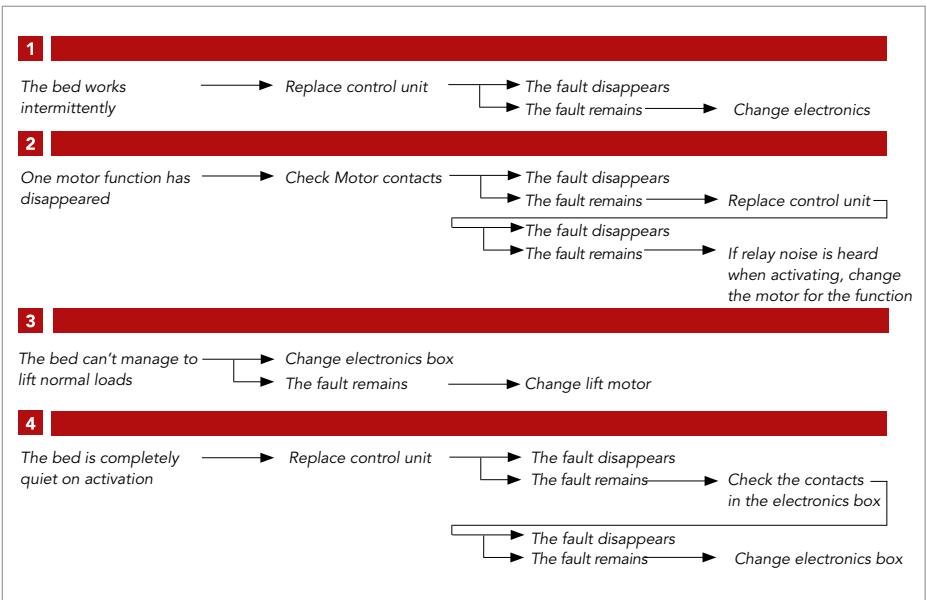 1
The bed works
intermittently
Replace control unit
The fault disappears
The fault remains
Change electronics
2
One motor function has
disappeared
Check Motor contacts
The fault disappears
The fault remains
Replace control unit
The fault disappears
The fault remains
If relay noise is heard
when activating, change
the motor for the function
3
The bed can't manage to
lift normal loads
Change electronics box
The fault remains
Change lift motor
4
The bed is completely
quiet on activation
Replace control unit
The fault disappears
The fault remains
Check the contacts
in the electronics box
The fault disappears
The fault remains
Change electronics box